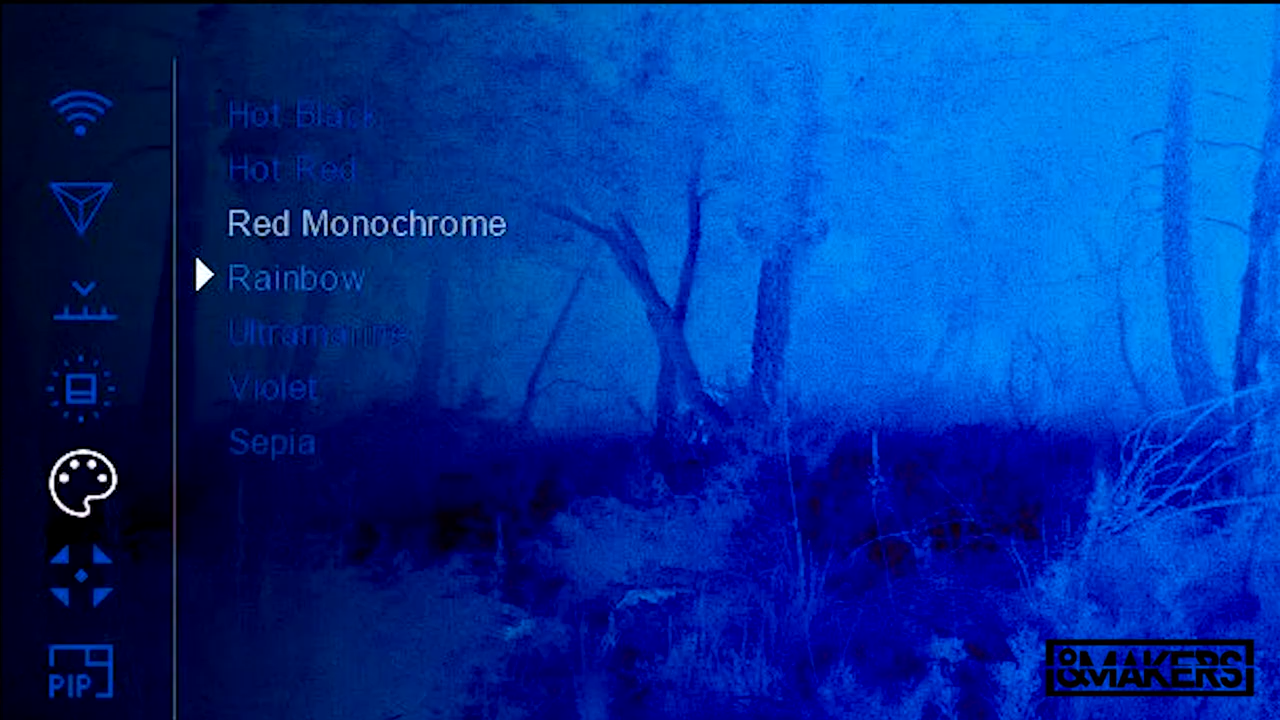 Hot Black
Hot Red
Red Monochrome
Rainbow
Ultramarine
Violet
Sepia
PIP
&MAKERS